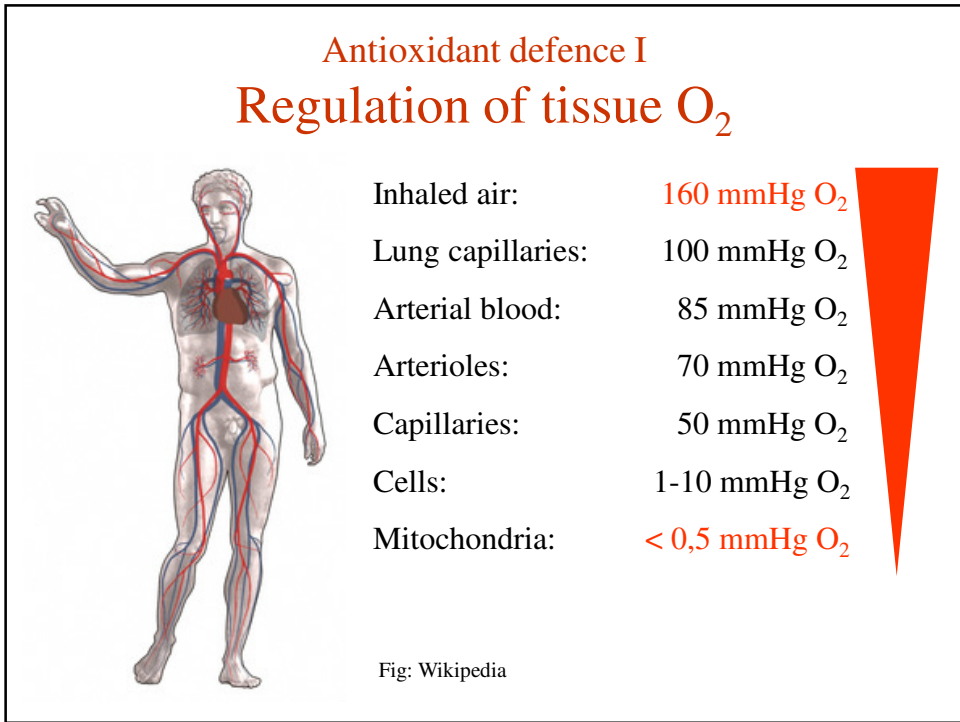 Antioxidant defence I
Regulation of tissue O₂
Inhaled air: 160 mmHg O₂
Lung capillaries: 100 mmHg O₂
Arterial blood: 85 mmHg O₂
Arterioles: 70 mmHg O₂
Capillaries: 50 mmHg O₂
Cells: 1-10 mmHg O₂
Mitochondria: < 0,5 mmHg O₂
Fig: Wikipedia